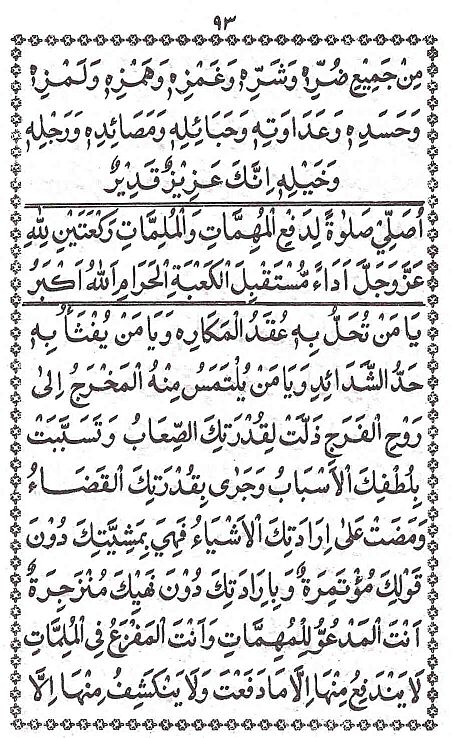 ٩٣
مِنْ جَمِيْعِ ضُرِّهٖ وَشَرِّهٖ وَغَمْزِهٖ وَهَمْزِهٖ وَلَمْزِهٖ
وَحَسَدِهٖ وَعَدَاوَتِهٖ وَحَبَائِلِهٖ وَمَصَائِدِهٖ وَرَجْلِهٖ
وَخَيْلِهٖ اِنَّكَ عَزِيْزٌ قَدِيْرٌ
اُصَلِّيْ صَلٰوةً لِدَفْعِ الْمُهِمَّاتِ وَالْمُلِمَّاتِ رَكْعَتَيْنِ لِلّٰهِ
عَزَّ وَجَلَّ اَدَاءً مُّسْتَقْبِلَ الْكَعْبَةِ الْحَرَامِ اَللّٰهُ اَكْبَرُ
يَا مَنْ تُحَلُّ بِهٖ عُقَدُ الْمَكَارِهِ وَيَا مَنْ يُفْثَأُ بِهٖ
حَدُّ الشَّدَائِدِ وَيَا مَنْ يُلْتَمَسُ مِنْهُ الْمَخْرَجُ اِلٰى
رَوْحِ الْفَرَجِ ذَلَّتْ لِقُدْرَتِكَ الصِّعَابُ وَتَسَبَّبَتْ
بِلُطْفِكَ الْاَسْبَابُ وَجَرٰى بِقُدْرَتِكَ الْقَضَاءُ
وَمَضَتْ عَلٰى اِرَادَتِكَ الْاَشْيَاءُ فَهِيَ بِمَشِيَّتِكَ دُوْنَ
قَوْلِكَ مُؤْتَمِرَةٌ وَبِاِرَادَتِكَ دُوْنَ نَهْيِكَ مُنْزَجِرَةٌ
اَنْتَ الْمَدْعُوُّ لِلْمُهِمَّاتِ وَاَنْتَ الْمَفْزَعُ فِى الْمُلِمَّاتِ
لَا يَنْدَفِعُ مِنْهَا اِلَّا مَا دَفَعْتَ وَلَا يَنْكَشِفُ مِنْهَا اِلَّا